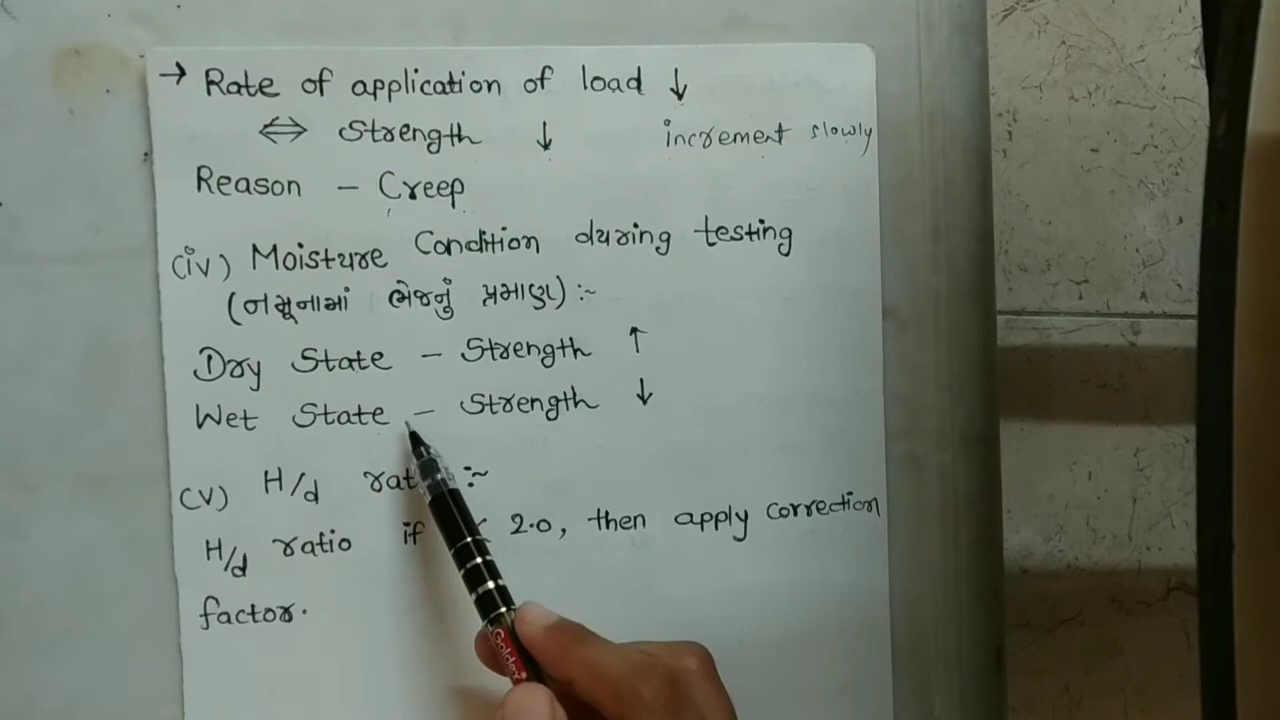 → Rate of application of load ↓
⇔ Strength ↓ increment slowly
Reason - Creep
(iv) Moisture Condition during testing
(નમૂનામાં ભેજનું પ્રમાણ) :~
Dry State - Strength ↑
Wet State - Strength ↓
(v) H/d :~
H/d ratio if 2.0, then apply correction
factor.
Goldex